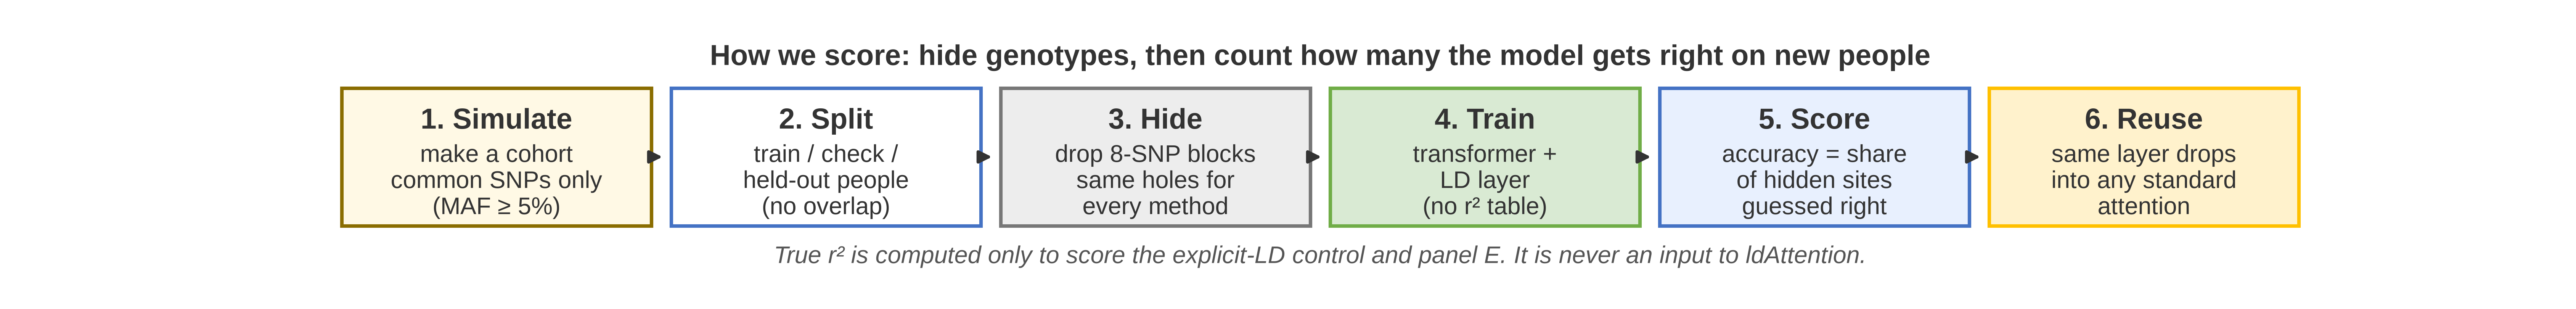 How we score: hide genotypes, then count how many the model gets right on new people
1. Simulate
make a cohort
common SNPs only
(MAF ≥ 5%)
2. Split
train / check /
held-out people
(no overlap)
3. Hide
drop 8-SNP blocks
same holes for
every method
4. Train
transformer +
LD layer
(no r² table)
5. Score
accuracy = share
of hidden sites
guessed right
6. Reuse
same layer drops
into any standard
attention
True r² is computed only to score the explicit-LD control and panel E. It is never an input to ldAttention.